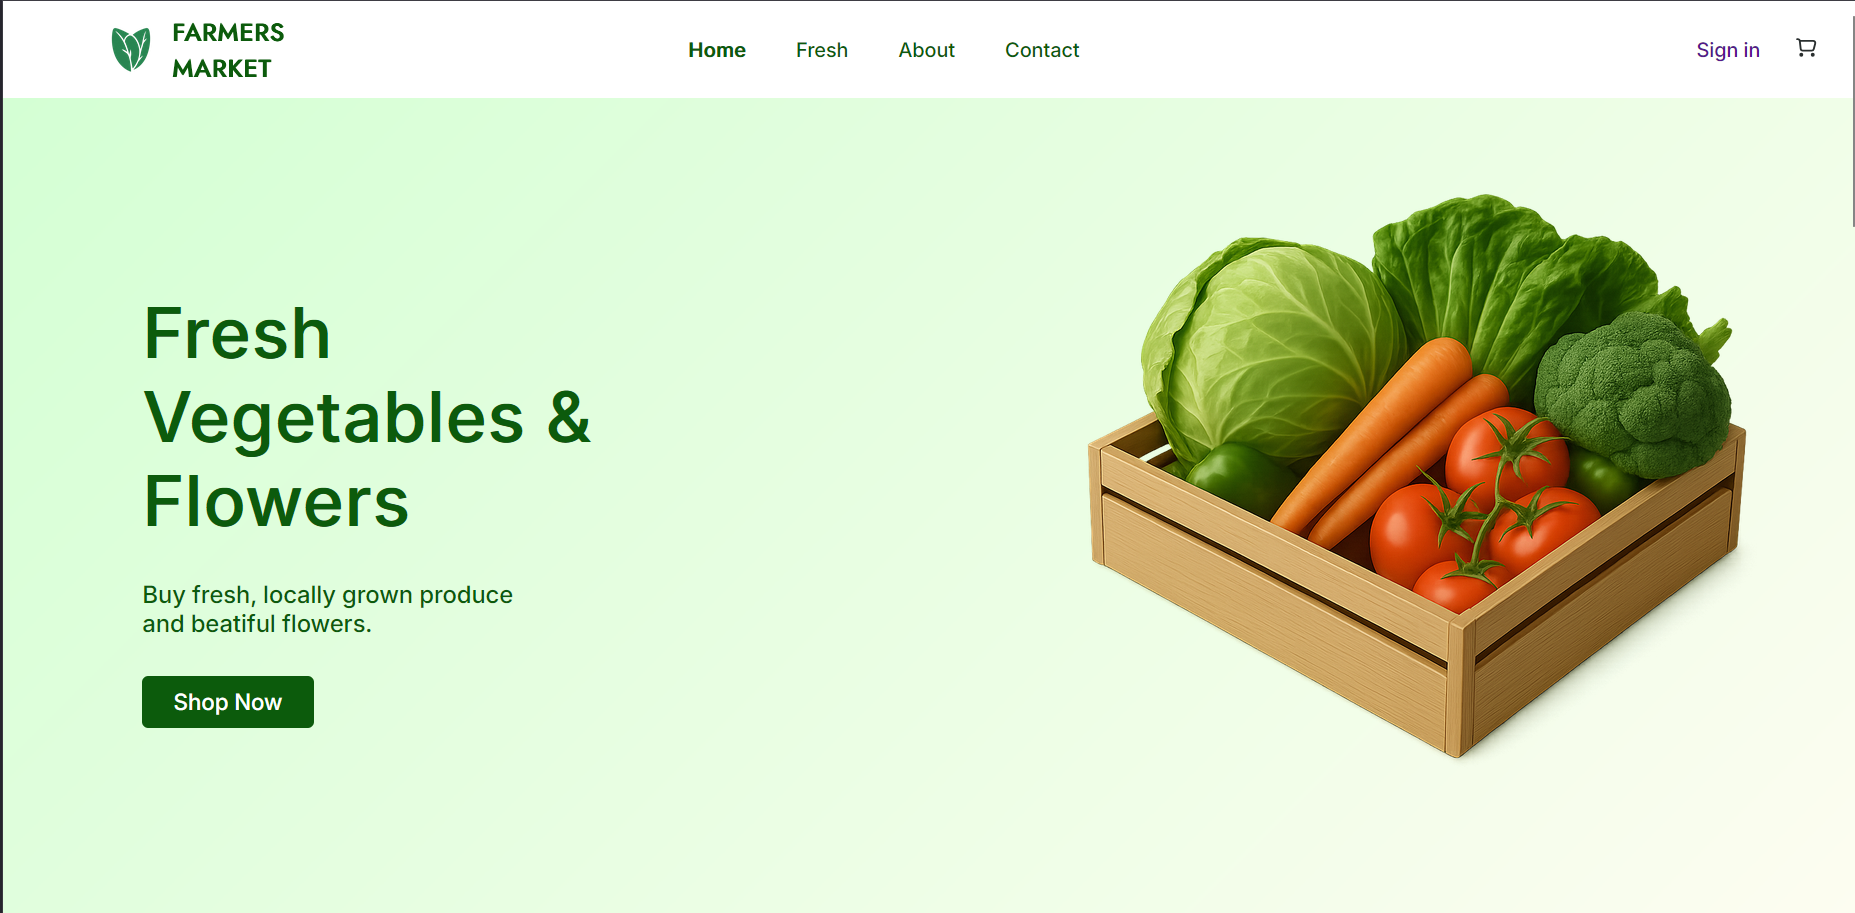 FARMERS
MARKET
Home Fresh About Contact
Sign in
Fresh
Vegetables &
Flowers
Buy fresh, locally grown produce
and beatiful flowers.
Shop Now